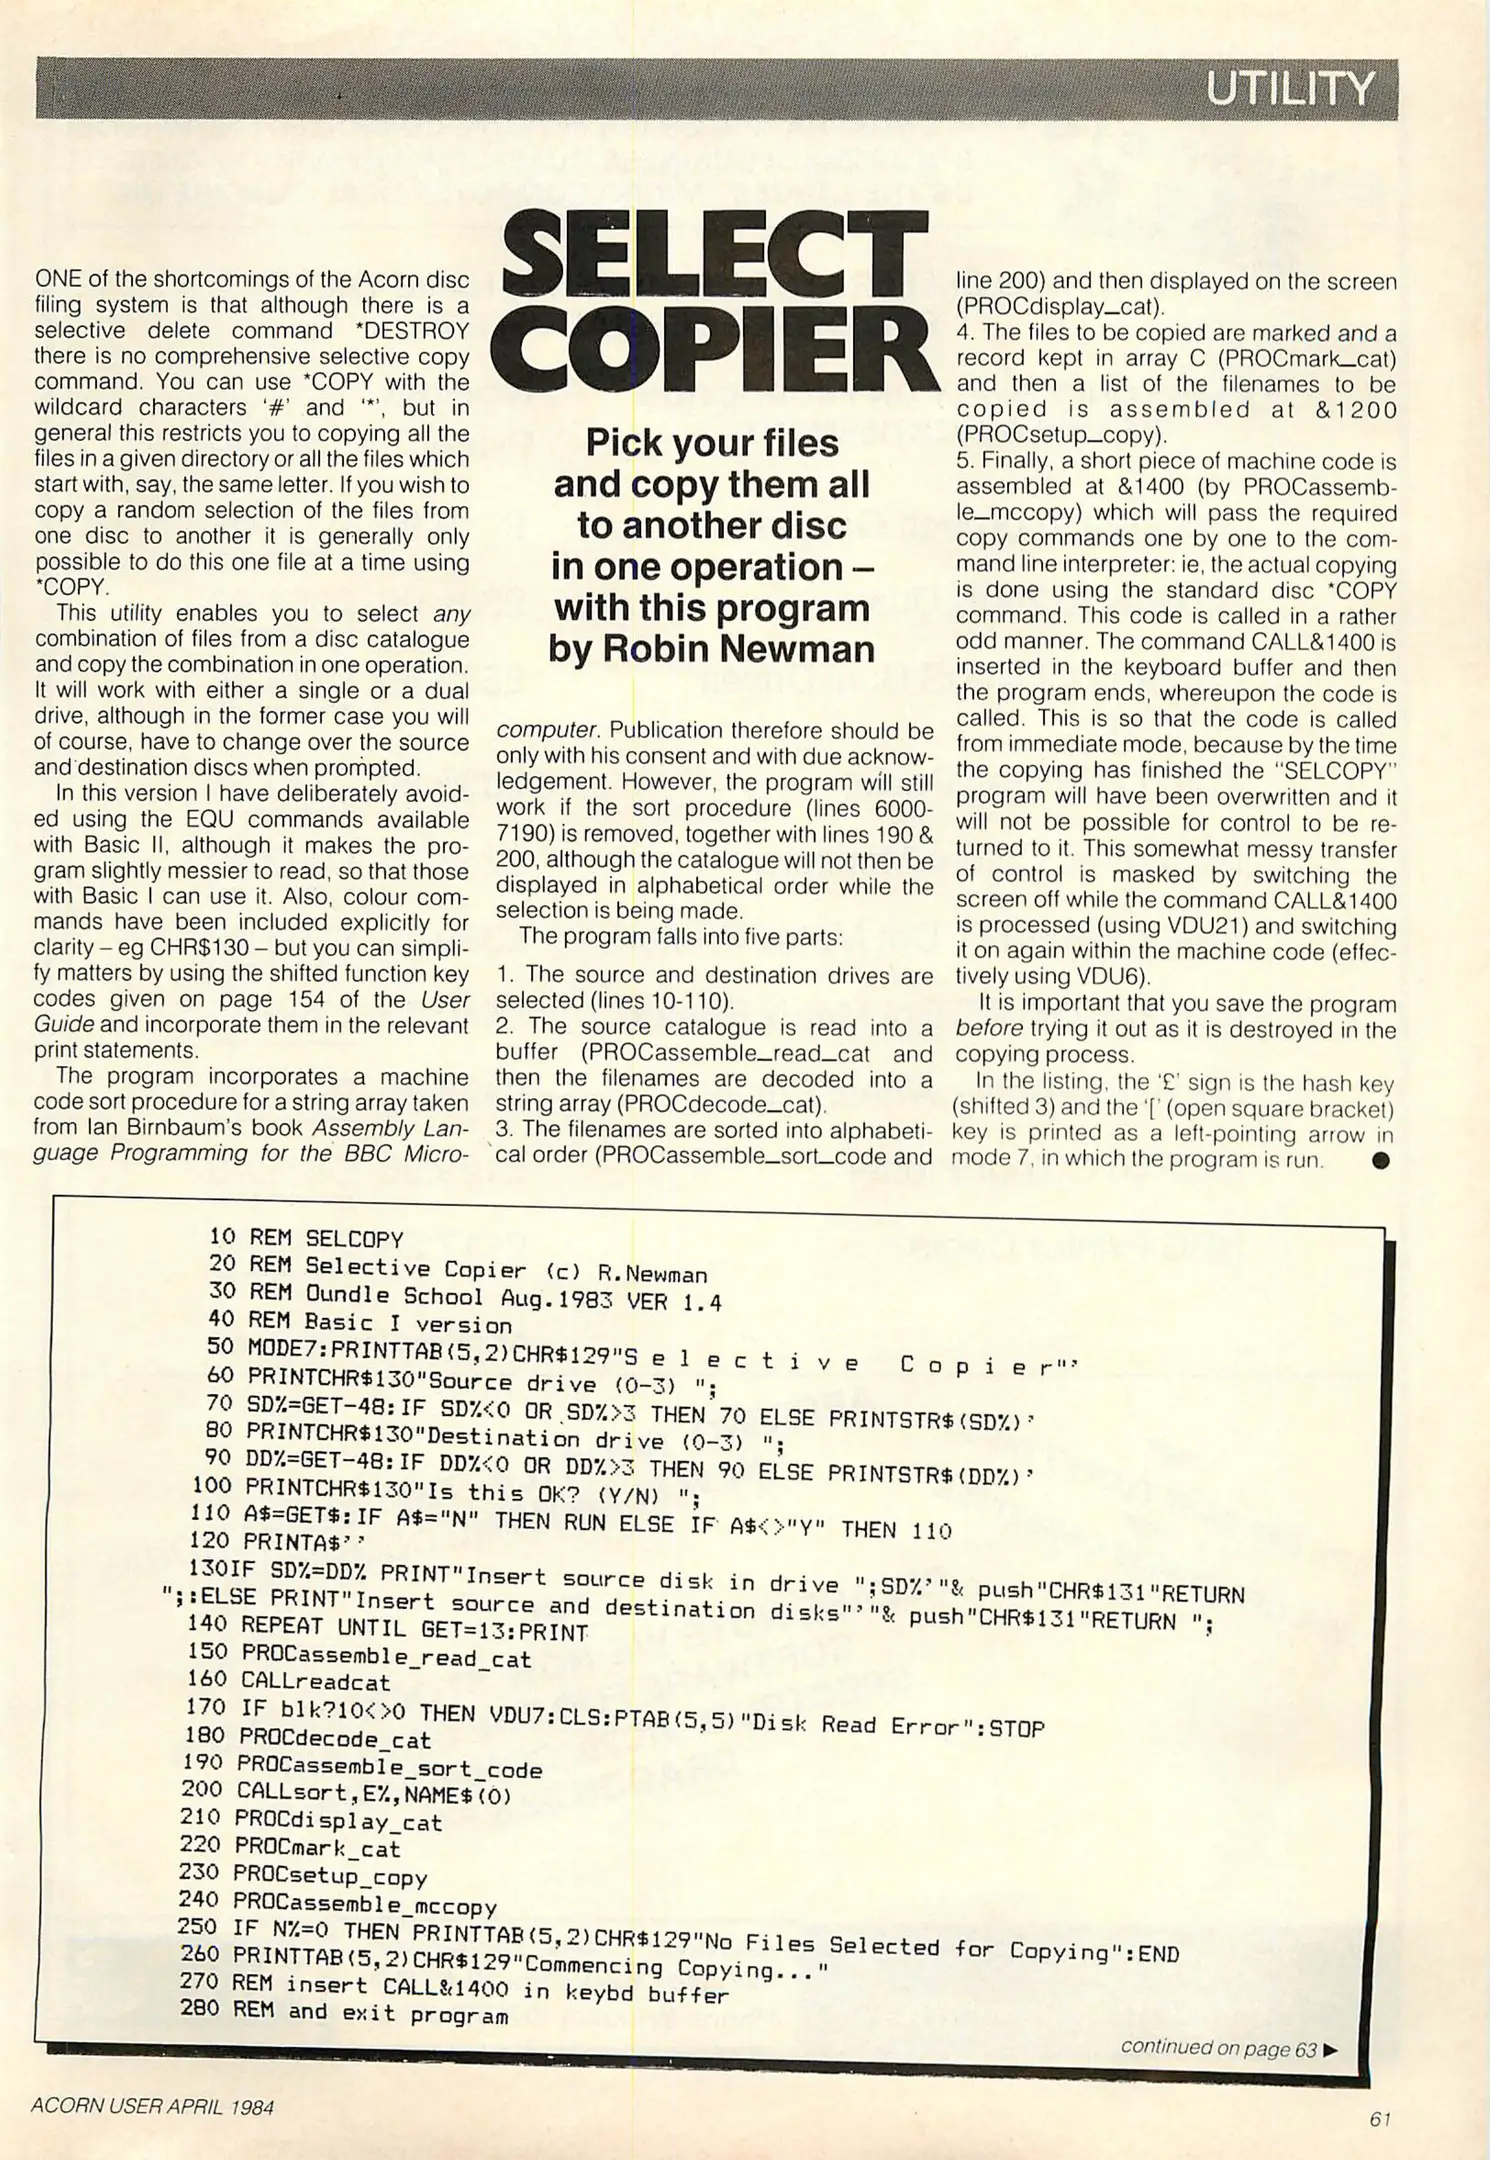 UTILITY
SELECT
COPIER
Pick your files
and copy them all
to another disc
in one operation –
with this program
by Robin Newman
ONE of the shortcomings of the Acorn disc
filing system is that although there is a
selective delete command *DESTROY
there is no comprehensive selective copy
command. You can use *COPY with the
wildcard characters ‘#’ and ‘*’, but in
general this restricts you to copying all the
files in a given directory or all the files which
start with, say, the same letter. If you wish to
copy a random selection of the files from
one disc to another it is generally only
possible to do this one file at a time using
*COPY.
This utility enables you to select any
combination of files from a disc catalogue
and copy the combination in one operation.
It will work with either a single or a dual
drive, although in the former case you will
of course, have to change over the source
and destination discs when prompted.
In this version I have deliberately avoid-
ed using the EQU commands available
with Basic II, although it makes the pro-
gram slightly messier to read, so that those
with Basic I can use it. Also, colour com-
mands have been included explicitly for
clarity – eg CHR$130 – but you can simpli-
fy matters by using the shifted function key
codes given on page 154 of the User
Guide and incorporate them in the relevant
print statements.
The program incorporates a machine
code sort procedure for a string array taken
from Ian Birnbaum's book Assembly Lan-
guage Programming for the BBC Micro-
computer. Publication therefore should be
only with his consent and with due acknow-
ledgement. However, the program will still
work if the sort procedure (lines 6000-
7190) is removed, together with lines 190 &
200, although the catalogue will not then be
displayed in alphabetical order while the
selection is being made.
The program falls into five parts:
1. The source and destination drives are
selected (lines 10-110).
2. The source catalogue is read into a
buffer (PROCassemble_read_cat and
then the filenames are decoded into a
string array (PROCdecode_cat).
3. The filenames are sorted into alphabeti-
cal order (PROCassemble_sort_code and
line 200) and then displayed on the screen
(PROCdisplay_cat).
4. The files to be copied are marked and a
record kept in array C (PROCmark_cat)
and then a list of the filenames to be
copied is assembled at &1200
(PROCsetup_copy).
5. Finally, a short piece of machine code is
assembled at &1400 (by PROCassemb-
le_mccopy) which will pass the required
copy commands one by one to the com-
mand line interpreter: ie, the actual copying
is done using the standard disc *COPY
command. This code is called in a rather
odd manner. The command CALL&1400 is
inserted in the keyboard buffer and then
the program ends, whereupon the code is
called. This is so that the code is called
from immediate mode, because by the time
the copying has finished the “SELCOPY”
program will have been overwritten and it
will not be possible for control to be re-
turned to it. This somewhat messy transfer
of control is masked by switching the
screen off while the command CALL&1400
is processed (using VDU21) and switching
it on again within the machine code (effec-
tively using VDU6).
It is important that you save the program
before trying it out as it is destroyed in the
copying process.
In the listing, the ‘£’ sign is the hash key
(shifted 3) and the ‘[’ (open square bracket)
key is printed as a left-pointing arrow in
mode 7, in which the program is run. ●
10 REM SELCOPY
20 REM Selective Copier (c) R.Newman
30 REM Oundle School Aug.1983 VER 1.4
40 REM Basic I version
50 MODE7:PRINTTAB(5,2)CHR$129"S e l e c t i v e   C o p i e r"'
60 PRINTCHR$130"Source drive (0-3) ";
70 SD%=GET-48:IF SD%<0 OR SD%>3 THEN 70 ELSE PRINTSTR$(SD%)'
80 PRINTCHR$130"Destination drive (0-3) ";
90 DD%=GET-48:IF DD%<0 OR DD%>3 THEN 90 ELSE PRINTSTR$(DD%)'
100 PRINTCHR$130"Is this OK? (Y/N) ";
110 A$=GET$:IF A$="N" THEN RUN ELSE IF A$<>"Y" THEN 110
120 PRINTA$''
130IF SD%=DD% PRINT"Insert source disk in drive ";SD%'"& push"CHR$131"RETURN
";:ELSE PRINT"Insert source and destination disks"'"& push"CHR$131"RETURN ";
140 REPEAT UNTIL GET=13:PRINT
150 PROCassemble_read_cat
160 CALLreadcat
170 IF blk?10<>0 THEN VDU7:CLS:PTAB(5,5)"Disk Read Error":STOP
180 PROCdecode_cat
190 PROCassemble_sort_code
200 CALLsort,E%,NAME$(0)
210 PROCdisplay_cat
220 PROCmark_cat
230 PROCsetup_copy
240 PROCassemble_mccopy
250 IF N%=0 THEN PRINTTAB(5,2)CHR$129"No Files Selected for Copying":END
260 PRINTTAB(5,2)CHR$129"Commencing Copying..."
270 REM insert CALL&1400 in keybd buffer
280 REM and exit program
continued on page 63 ►
ACORN USER APRIL 1984
61